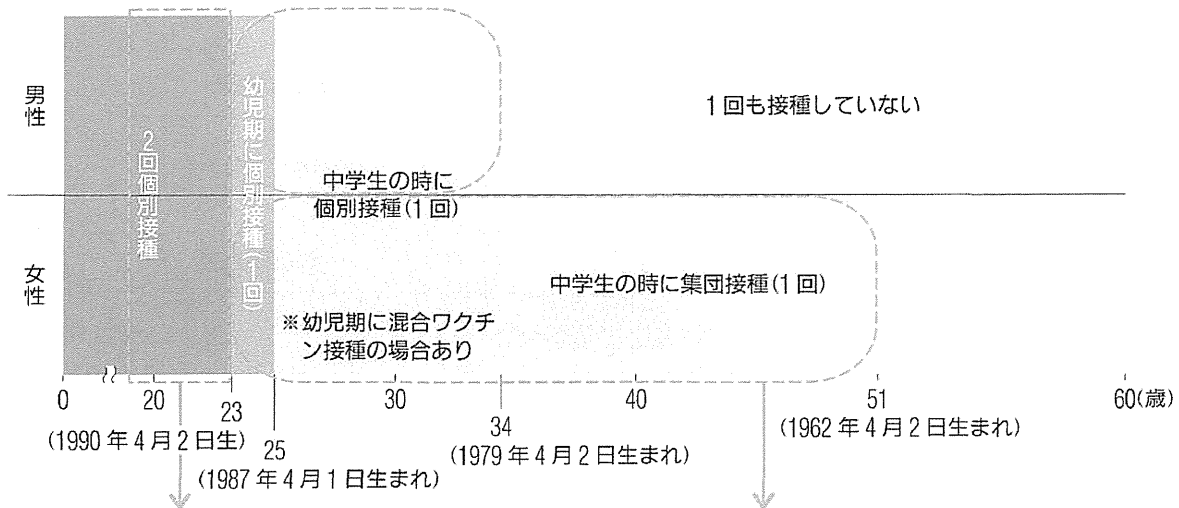 男性
女性
2回個別接種
幼児期に個別接種(1回)
1回も接種していない
中学生の時に
個別接種(1回)
中学生の時に集団接種(1回)
※幼児期に混合ワクチ
ン接種の場合あり
0 20 23 25 30 34 40 51 60(歳)
(1990年4月2日生)
(1987年4月1日生まれ)
(1979年4月2日生まれ)
(1962年4月2日生まれ)